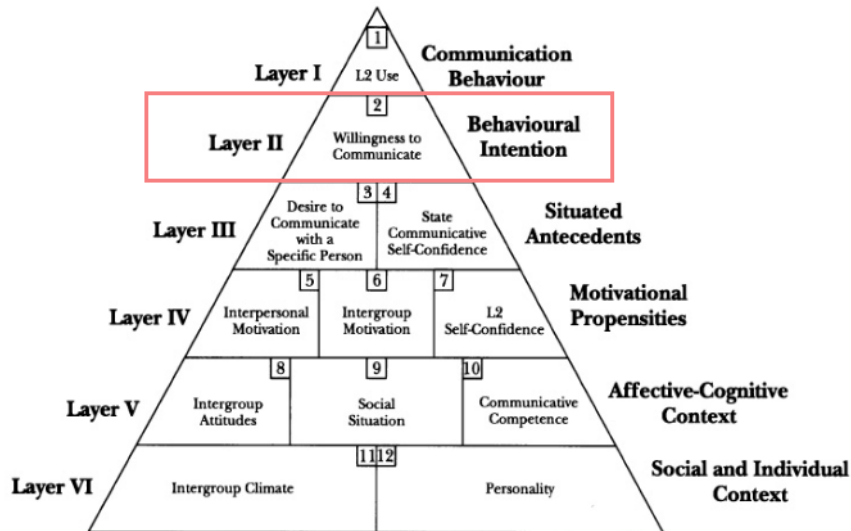 1
Communication
Behaviour
Layer I
L2 Use
2
Behavioural
Intention
Layer II
Willingness to
Communicate
3 4
Layer III
Desire to
Communicate
with a
Specific Person
State
Communicative
Self-Confidence
Situated
Antecedents
5 6 7
Layer IV
Interpersonal
Motivation
Intergroup
Motivation
L2
Self-Confidence
Motivational
Propensities
8 9 10
Layer V
Intergroup
Attitudes
Social
Situation
Communicative
Competence
Affective-Cognitive
Context
11 12
Layer VI
Intergroup Climate
Personality
Social and Individual
Context